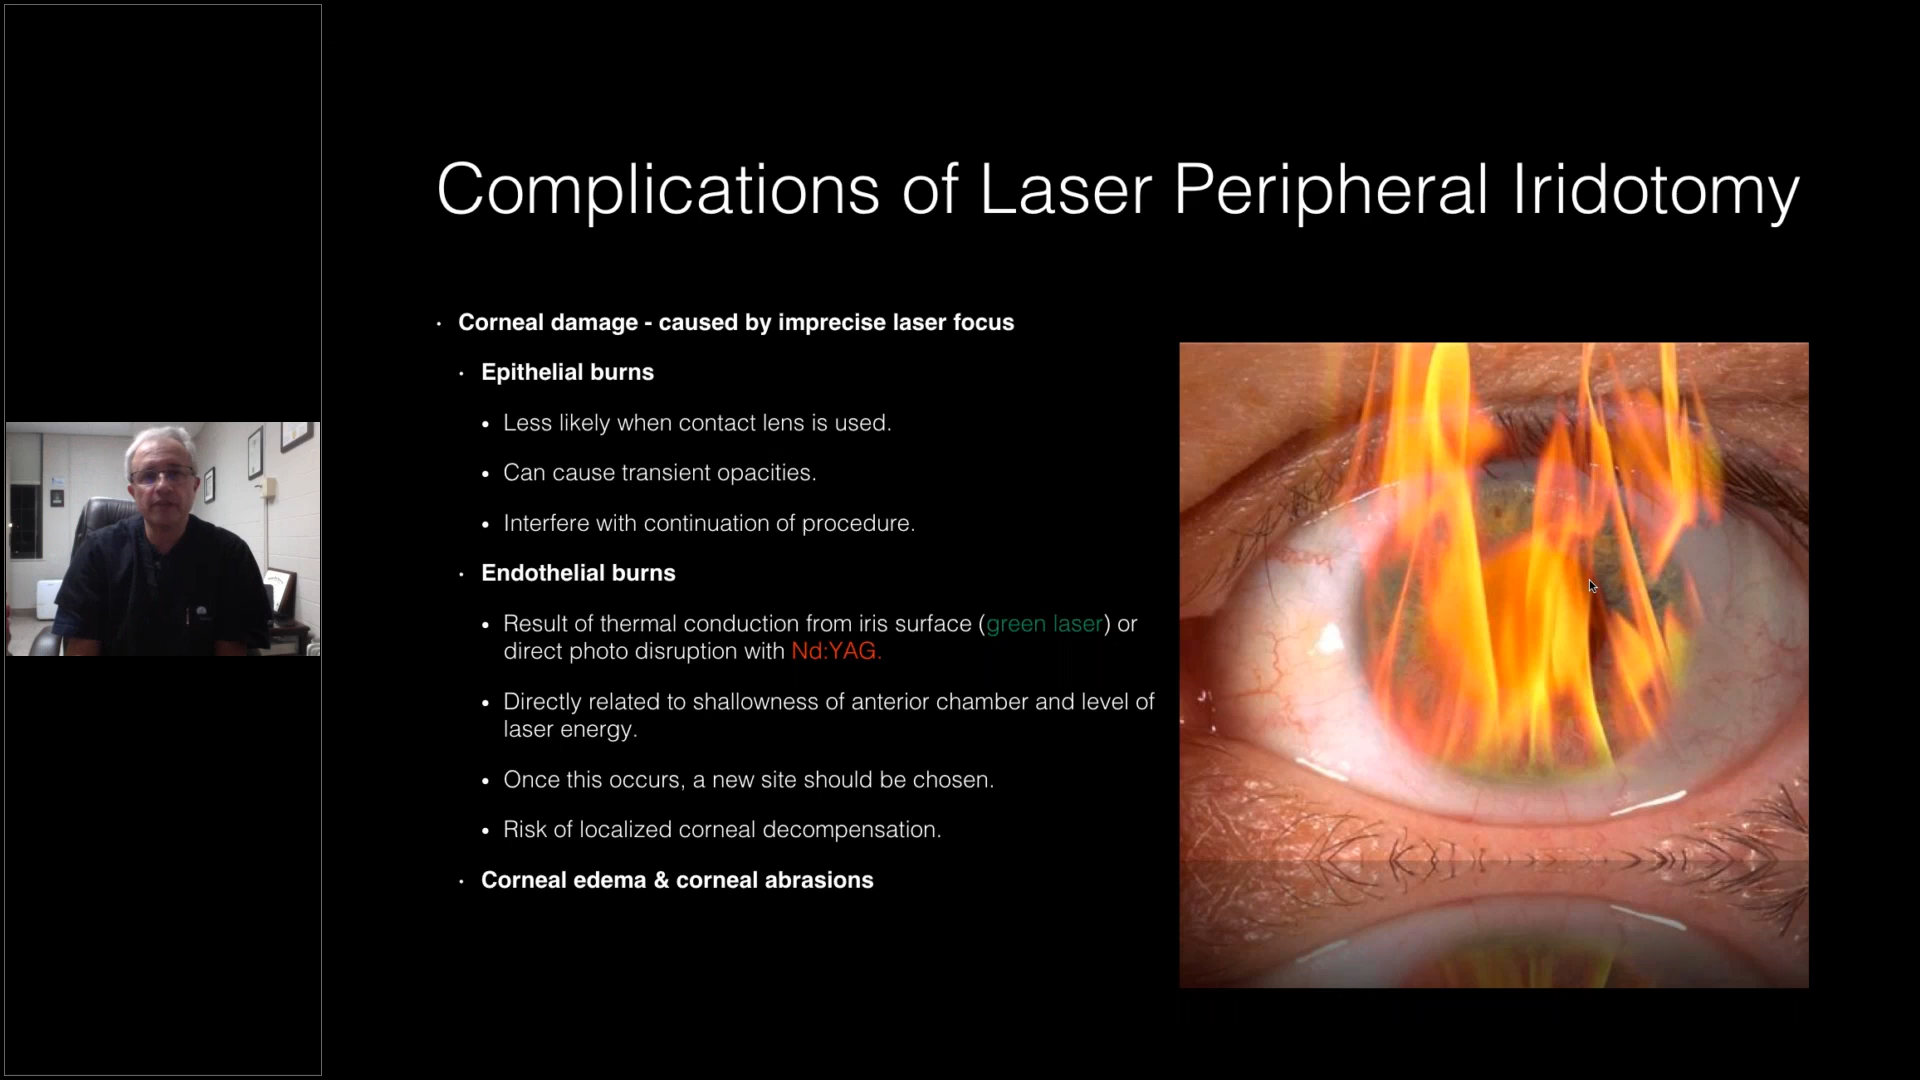 Complications of Laser Peripheral Iridotomy
· Corneal damage - caused by imprecise laser focus
· Epithelial burns
• Less likely when contact lens is used.
• Can cause transient opacities.
• Interfere with continuation of procedure.
· Endothelial burns
• Result of thermal conduction from iris surface (green laser) or
direct photo disruption with Nd:YAG.
• Directly related to shallowness of anterior chamber and level of
laser energy.
• Once this occurs, a new site should be chosen.
• Risk of localized corneal decompensation.
· Corneal edema & corneal abrasions